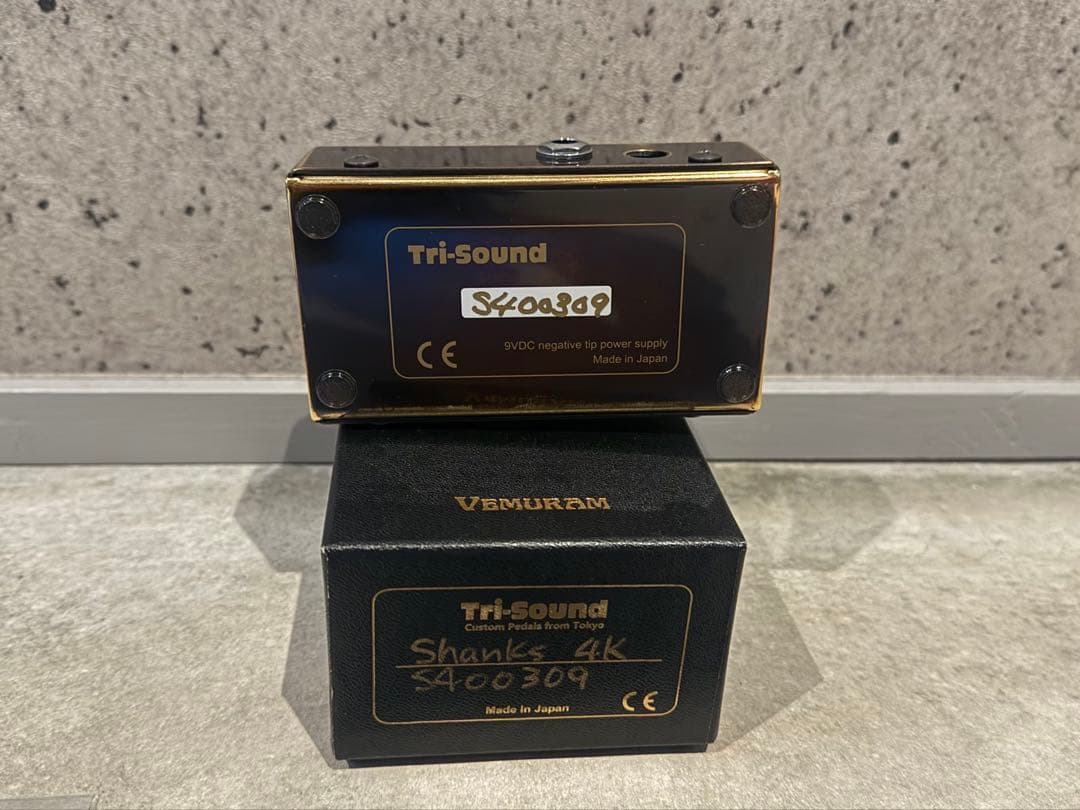 Tri-Sound
S400309
CE
9VDC negative tip power supply
Made in Japan
VEMURAM
Tri-Sound
Custom Pedals from Tokyo
Shanks 4K
S400309
Made in Japan
CE